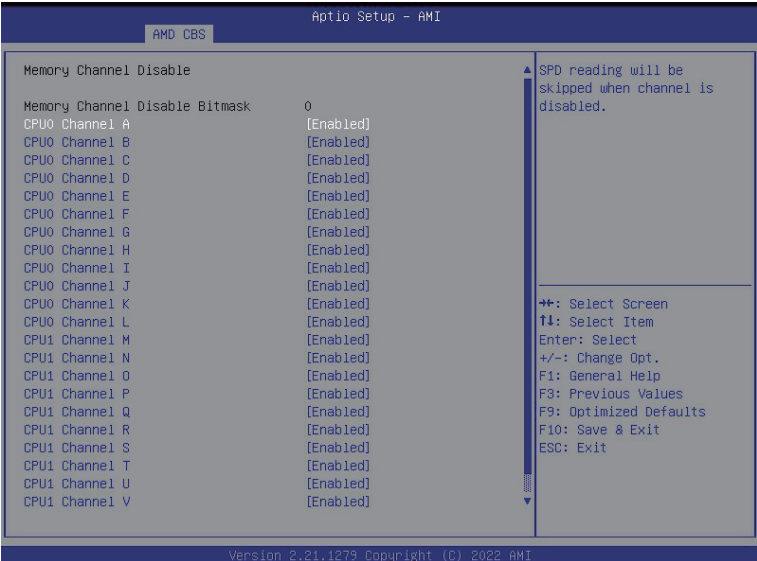 Aptio Setup – AMI
AMD CBS
Memory Channel Disable
Memory Channel Disable Bitmask 0
CPU0 Channel A [Enabled]
CPU0 Channel B [Enabled]
CPU0 Channel C [Enabled]
CPU0 Channel D [Enabled]
CPU0 Channel E [Enabled]
CPU0 Channel F [Enabled]
CPU0 Channel G [Enabled]
CPU0 Channel H [Enabled]
CPU0 Channel I [Enabled]
CPU0 Channel J [Enabled]
CPU0 Channel K [Enabled]
CPU0 Channel L [Enabled]
CPU1 Channel M [Enabled]
CPU1 Channel N [Enabled]
CPU1 Channel O [Enabled]
CPU1 Channel P [Enabled]
CPU1 Channel Q [Enabled]
CPU1 Channel R [Enabled]
CPU1 Channel S [Enabled]
CPU1 Channel T [Enabled]
CPU1 Channel U [Enabled]
CPU1 Channel V [Enabled]
SPD reading will be
skipped when channel is
disabled.
→←: Select Screen
↑↓: Select Item
Enter: Select
+/-: Change Opt.
F1: General Help
F3: Previous Values
F9: Optimized Defaults
F10: Save & Exit
ESC: Exit
Version 2.21.1279 Copyright (C) 2022 AMI